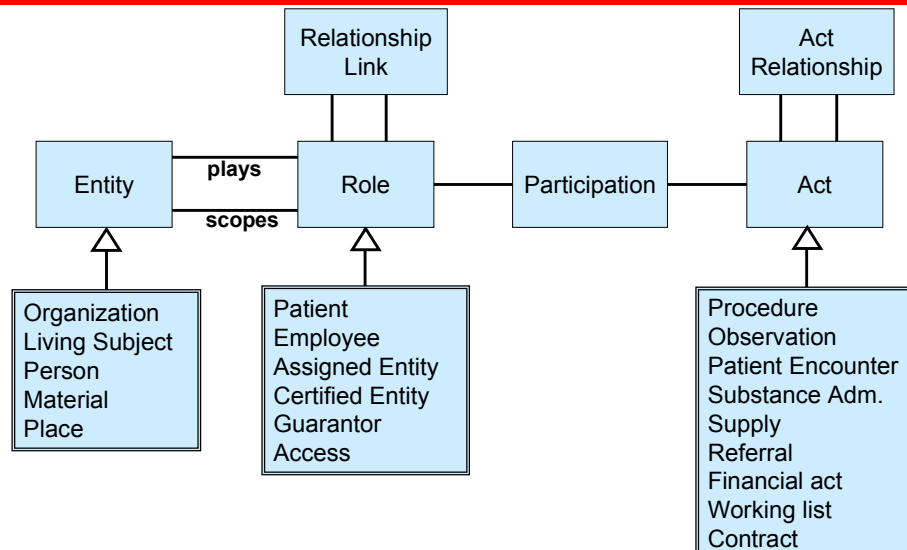 Relationship
Link
Act
Relationship
Entity
plays
scopes
Role
Participation
Act
Organization
Living Subject
Person
Material
Place
Patient
Employee
Assigned Entity
Certified Entity
Guarantor
Access
Procedure
Observation
Patient Encounter
Substance Adm.
Supply
Referral
Financial act
Working list
Contract